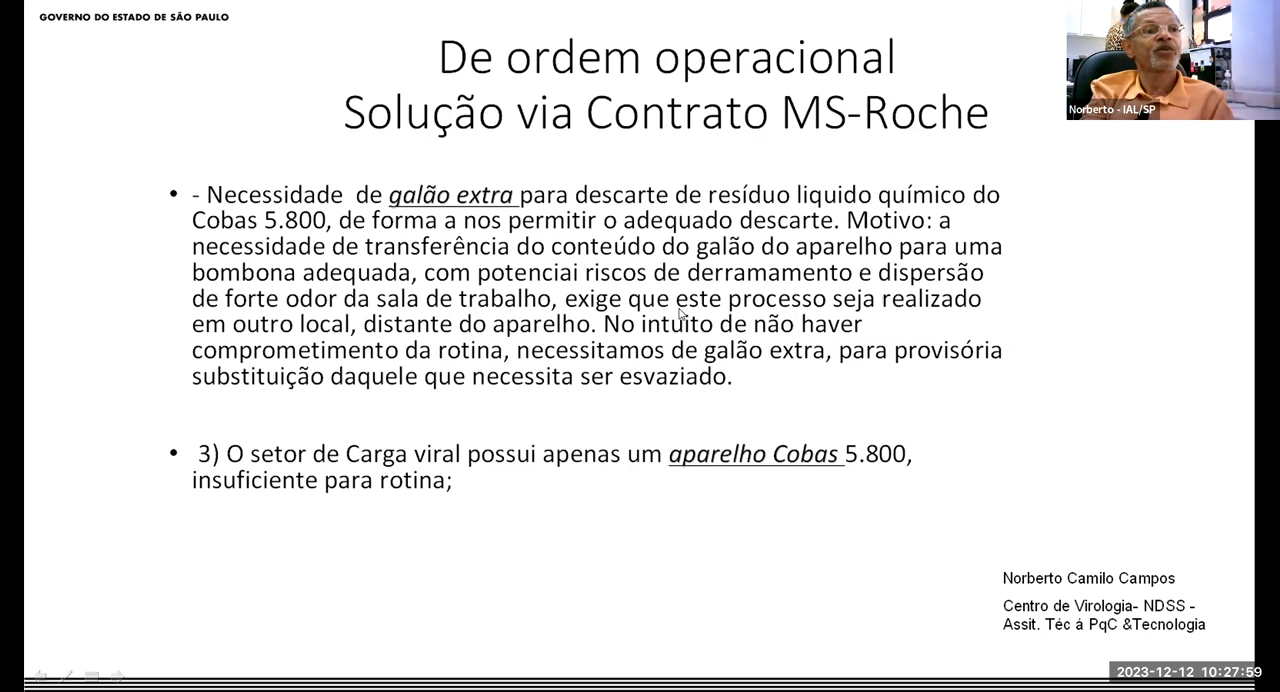 GOVERNO DO ESTADO DE SÃO PAULO
De ordem operacional
Solução via Contrato MS-Roche
Norberto - IAL/SP
• - Necessidade de galão extra para descarte de resíduo liquido químico do
Cobas 5.800, de forma a nos permitir o adequado descarte. Motivo: a
necessidade de transferência do conteúdo do galão do aparelho para uma
bombona adequada, com potenciai riscos de derramamento e dispersão
de forte odor da sala de trabalho, exige que este processo seja realizado
em outro local, distante do aparelho. No intuito de não haver
comprometimento da rotina, necessitamos de galão extra, para provisória
substituição daquele que necessita ser esvaziado.
• 3) O setor de Carga viral possui apenas um aparelho Cobas 5.800,
insuficiente para rotina;
Norberto Camilo Campos
Centro de Virologia- NDSS -
Assit. Téc á PqC &Tecnologia
2023-12-12 10:27:59